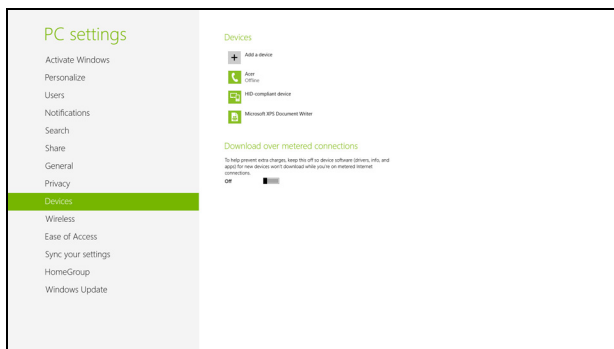 PC settings
Activate Windows
Personalize
Users
Notifications
Search
Share
General
Privacy
Devices
Wireless
Ease of Access
Sync your settings
HomeGroup
Windows Update
Devices
Add a device
Acer
Offline
HID-compliant device
Microsoft XPS Document Writer
Download over metered connections
To help prevent extra charges, keep this off so device software (drivers, info, and
apps) for new devices won't download while you're on metered Internet
connections.
Off